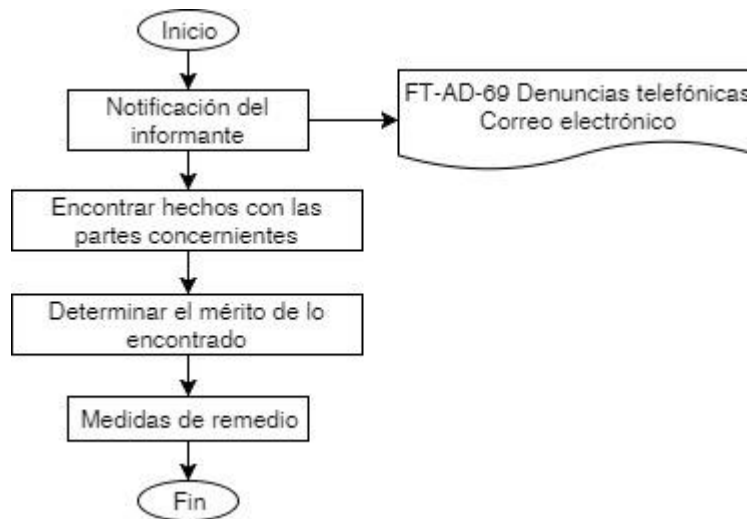 Inicio
Notificación del
informante
FT-AD-69 Denuncias telefónicas
Correo electrónico
Encontrar hechos con las
partes concernientes
Determinar el mérito de lo
encontrado
Medidas de remedio
Fin